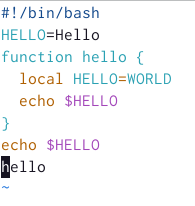 #!/bin/bash
HELLO=Hello
function hello {
  local HELLO=WORLD
  echo $HELLO
}
echo $HELLO
hello
~